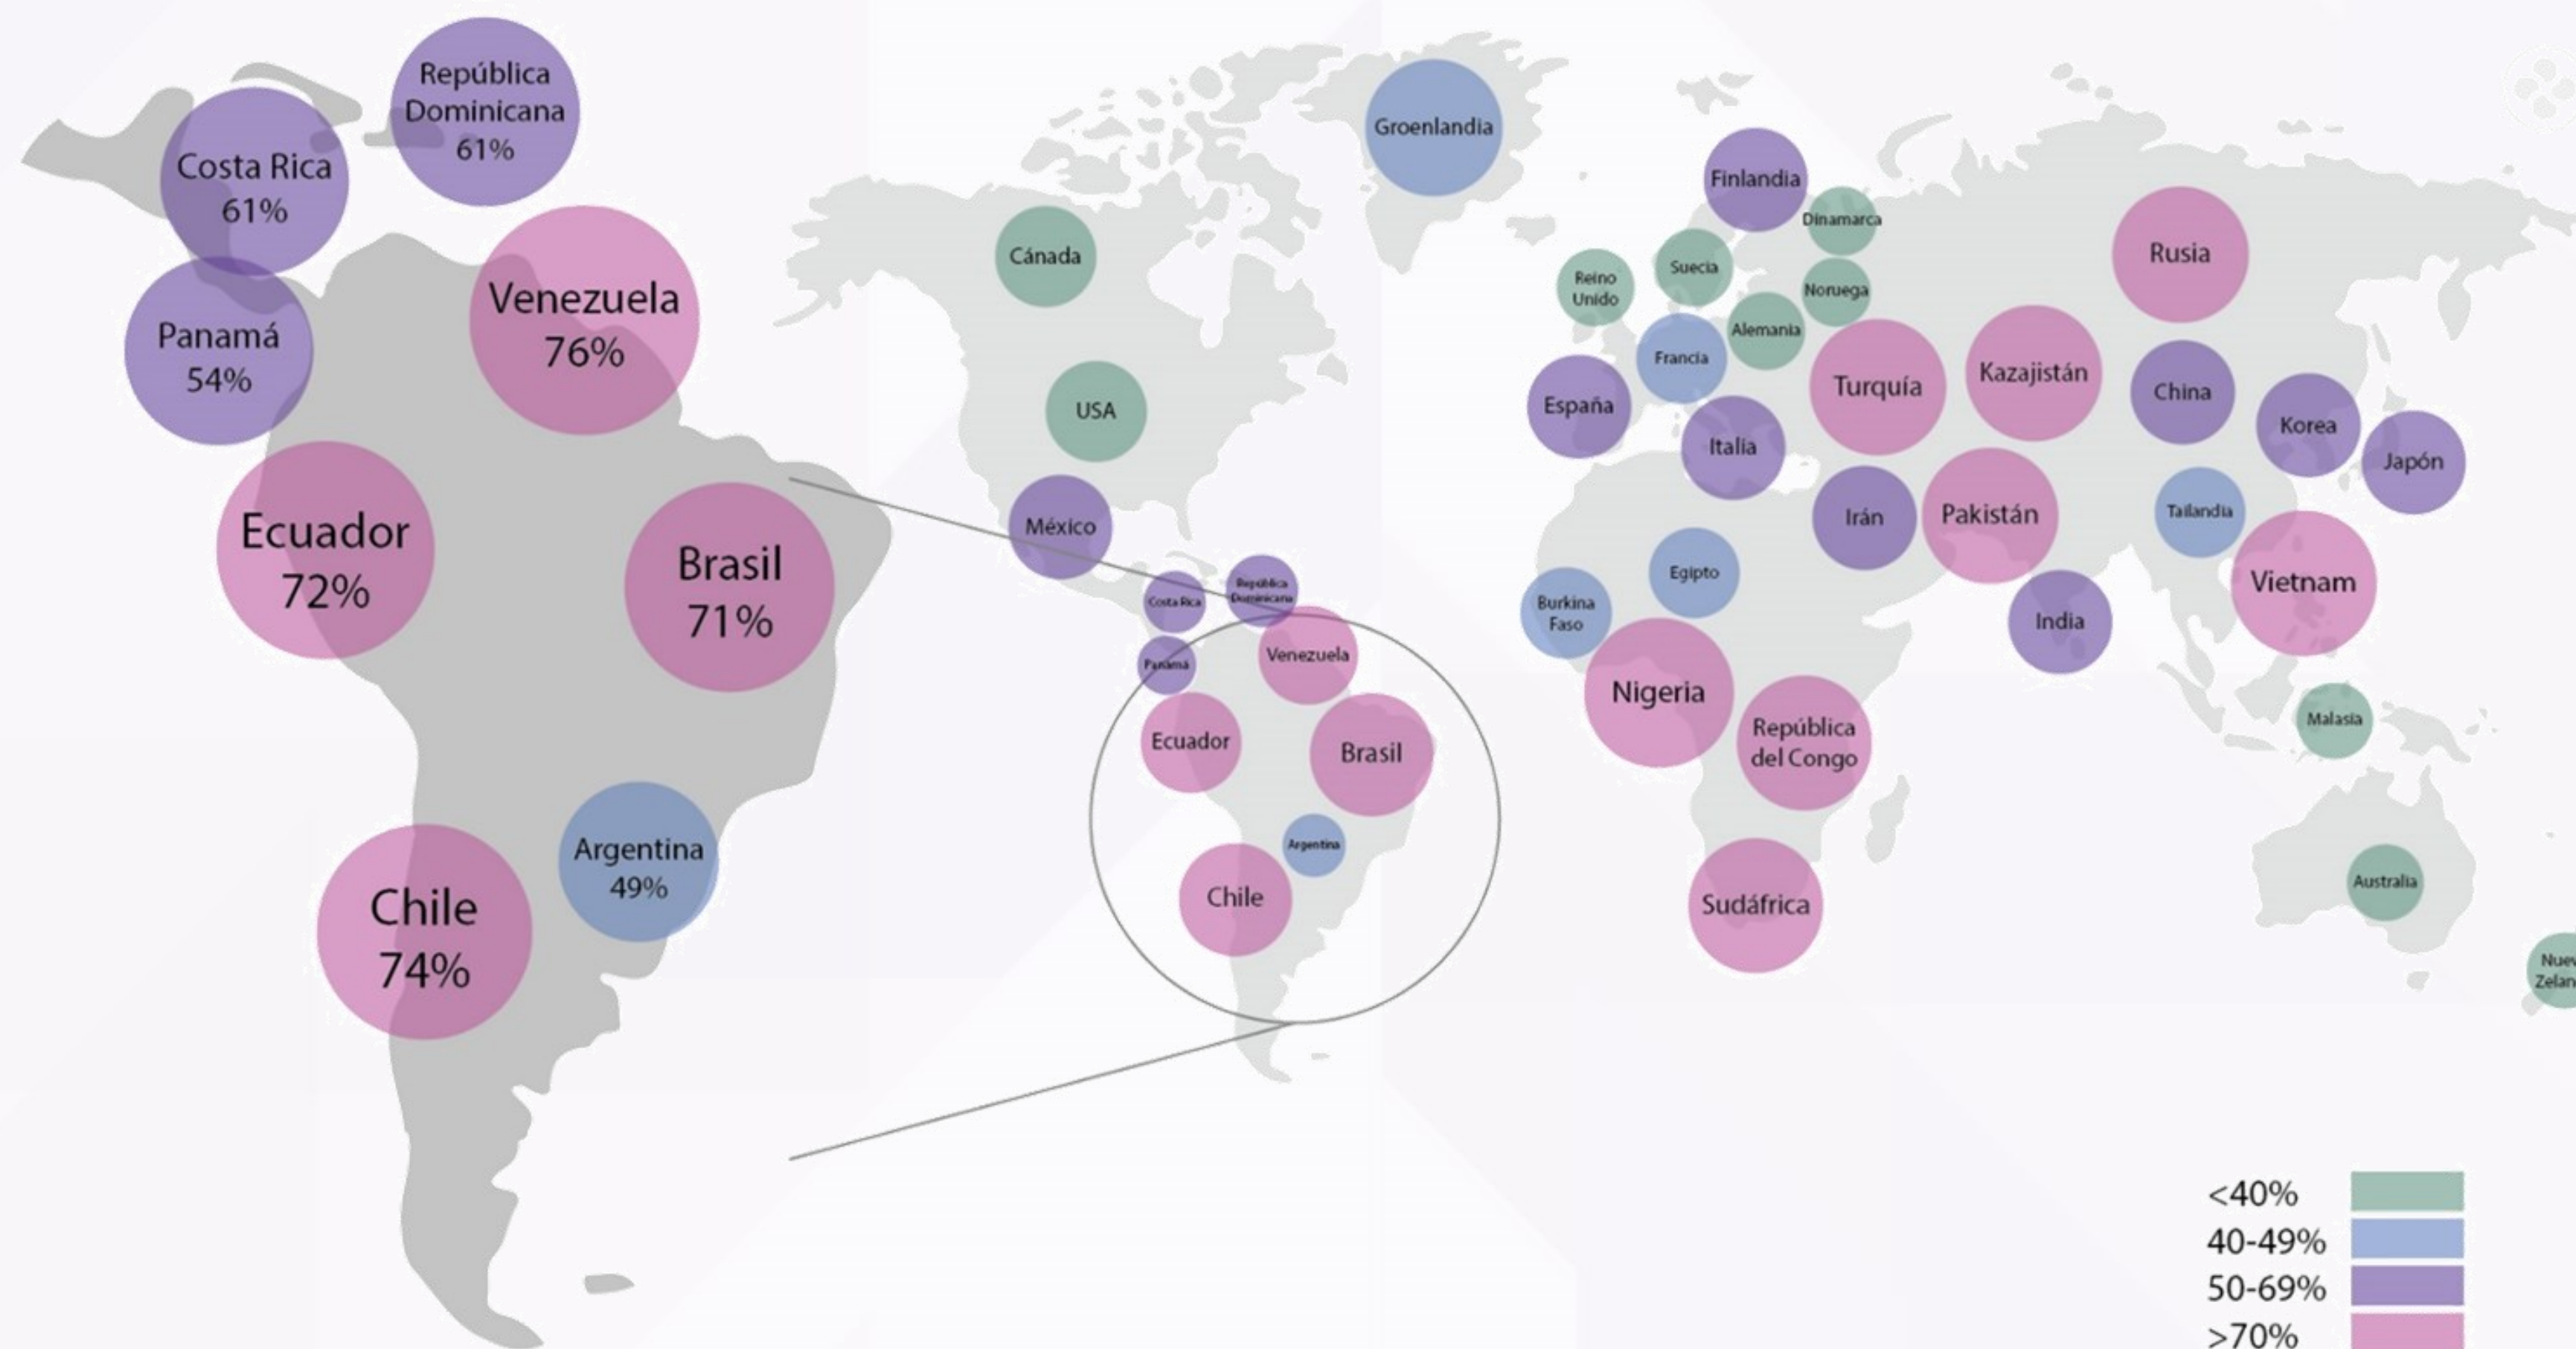 República
Dominicana
61%
Costa Rica
61%
Panamá
54%
Venezuela
76%
Ecuador
72%
Brasil
71%
Argentina
49%
Chile
74%
Groenlandia
Cánada
USA
México
Costa Rica
República
Dominicana
Panamá
Venezuela
Ecuador
Brasil
Argentina
Chile
Finlandia
Dinamarca
Suecia
Reino
Unido
Noruega
Alemania
Francia
España
Italia
Turquía
Kazajistán
Rusia
China
Korea
Japón
Irán
Pakistán
Tailandia
Vietnam
India
Egipto
Burkina
Faso
Nigeria
República
del Congo
Sudáfrica
Malasia
Australia
Nuev
Zelan
<40%
40-49%
50-69%
>70%